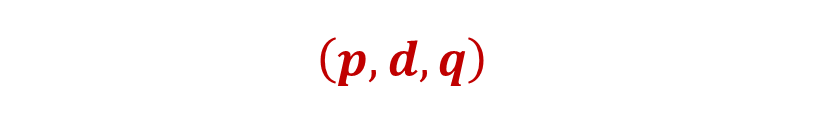 (p, d, q)